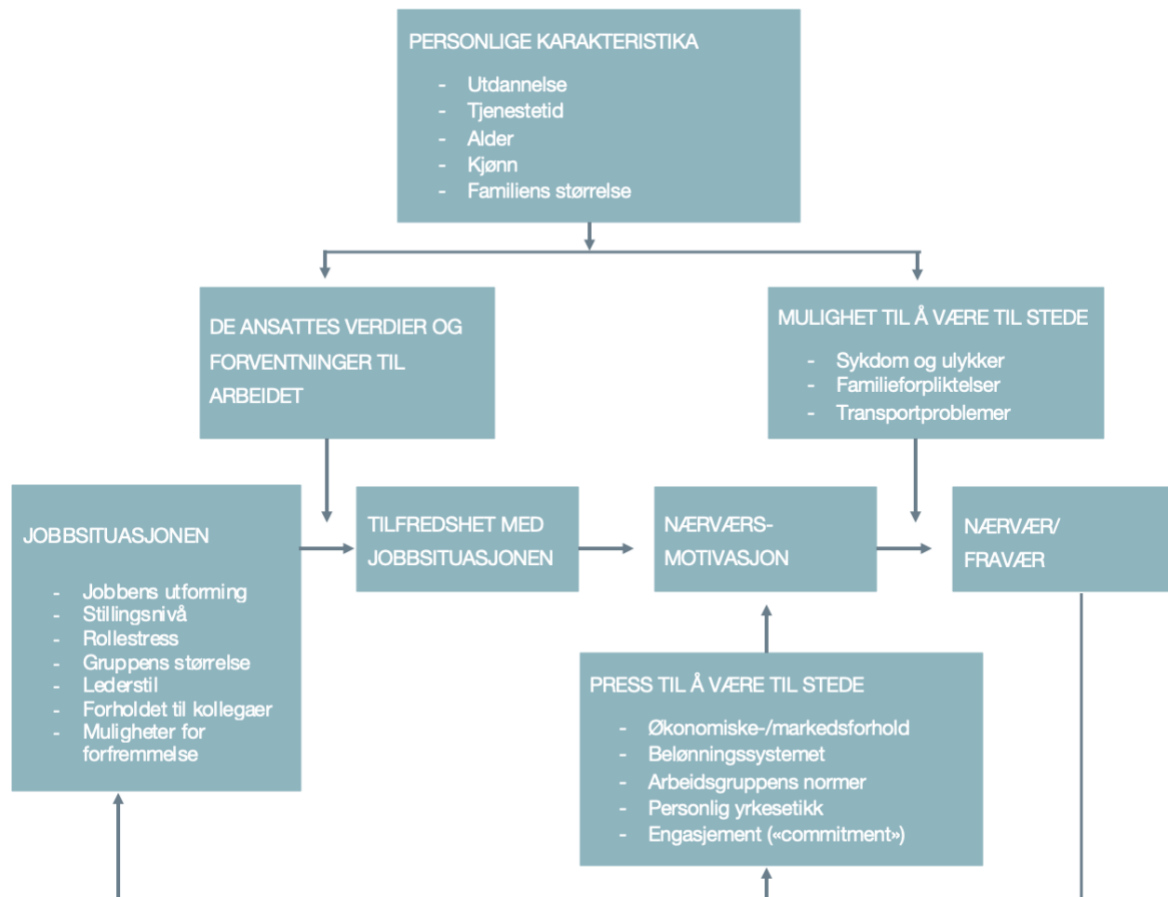 PERSONLIGE KARAKTERISTIKA
- Utdannelse
- Tjenestetid
- Alder
- Kjønn
- Familiens størrelse
DE ANSATTES VERDIER OG
FORVENTNINGER TIL
ARBEIDET
MULIGHET TIL Å VÆRE TIL STEDE
- Sykdom og ulykker
- Familieforpliktelser
- Transportproblemer
JOBBSITUASJONEN
- Jobbens utforming
- Stillingsnivå
- Rollestress
- Gruppens størrelse
- Lederstil
- Forholdet til kollegaer
- Muligheter for
forfremmelse
TILFREDSHET MED
JOBBSITUASJONEN
NÆRVÆRS-
MOTIVASJON
NÆRVÆR/
FRAVÆR
PRESS TIL Å VÆRE TIL STEDE
- Økonomiske-/markedsforhold
- Belønningssystemet
- Arbeidsgruppens normer
- Personlig yrkesetikk
- Engasjement («commitment»)